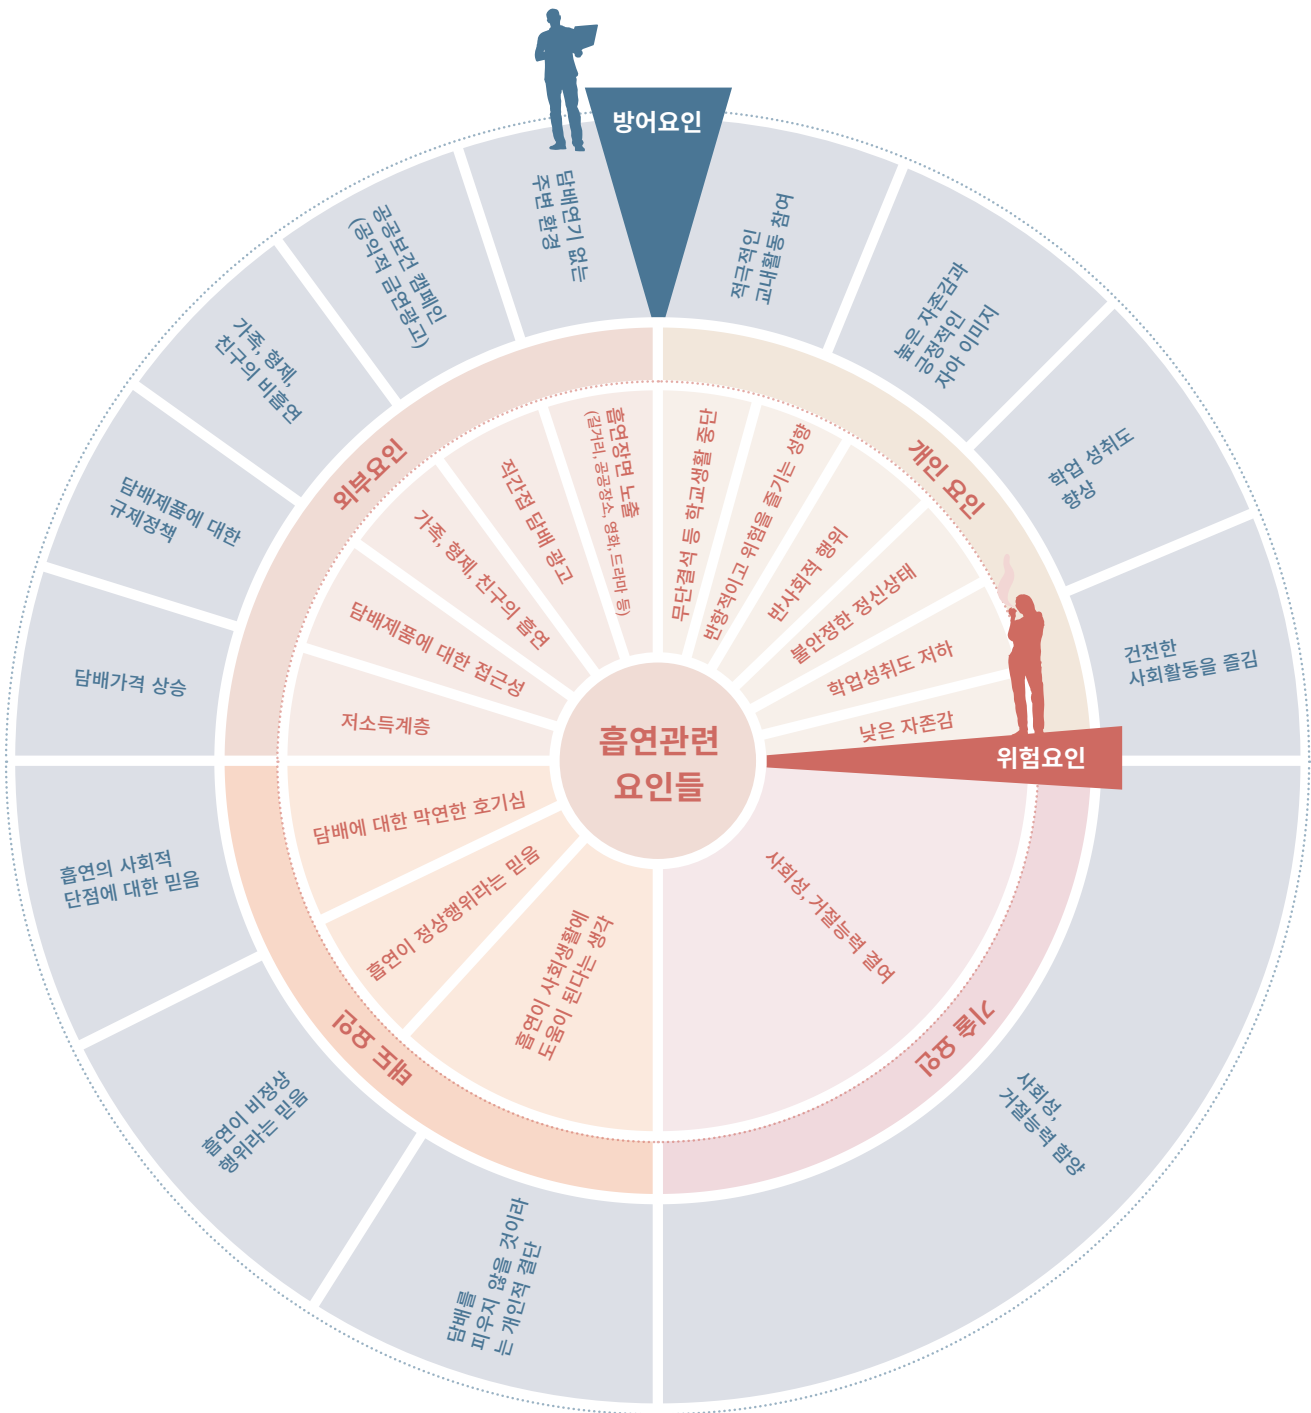 방어요인
적극적인
교내활동 참여
높은 자존감과
긍정적인
자아 이미지
학업 성취도
향상
건전한
사회활동을 즐김
사회성,
거절능력 함양
담배를
피우지 않을 것이라
는 개인적 결단
흡연이 비정상
행위라는 믿음
흡연의 사회적
단점에 대한 믿음
담배가격 상승
담배제품에 대한
규제정책
가족, 형제,
친구의 비흡연
공공보건 캠페인
(공익적 금연광고)
담배연기 없는
주변 환경
개인 요인
기술 요인
태도 요인
외부요인
위험요인
무단결석 등 학교생활 중단
반항적이고 위험을 즐기는 성향
반사회적 행위
불안정한 정신상태
학업성취도 저하
낮은 자존감
사회성, 거절능력 결여
흡연이 사회생활에
도움이 된다는 생각
흡연이 정상행위라는 믿음
담배에 대한 막연한 호기심
저소득계층
담배제품에 대한 접근성
가족, 형제, 친구의 흡연
직간접 담배 광고
흡연장면 노출
(길거리, 공공장소, 영화,드라마 등)
흡연관련
요인들